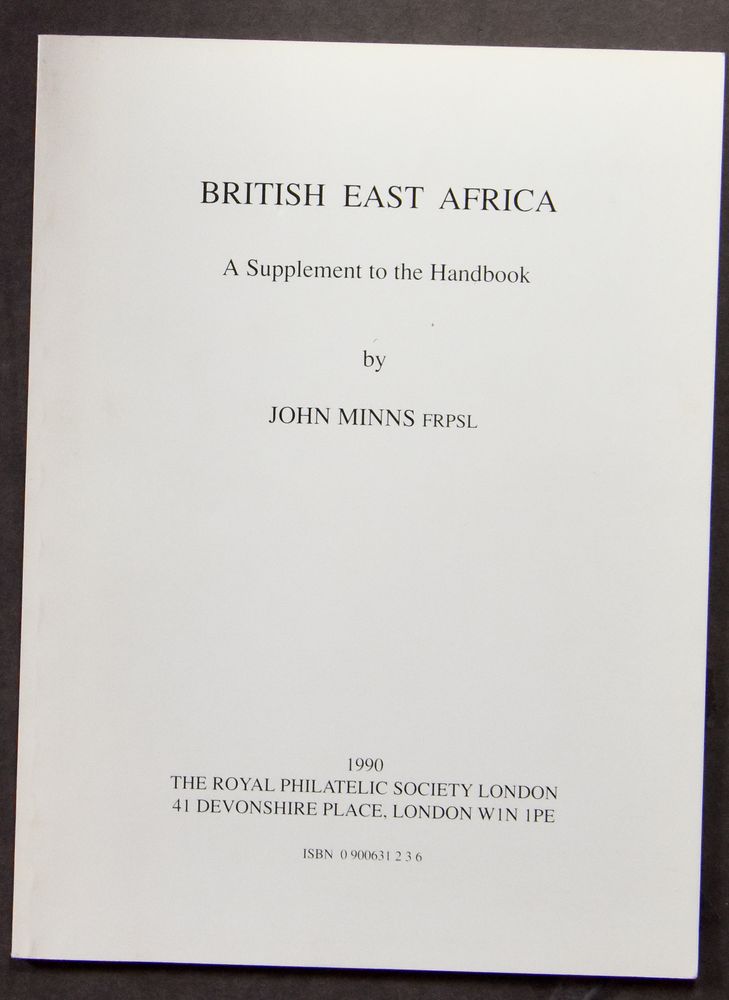 BRITISH EAST AFRICA
A Supplement to the Handbook
by
JOHN MINNS FRPSL
1990
THE ROYAL PHILATELIC SOCIETY LONDON
41 DEVONSHIRE PLACE, LONDON W1N 1PE
ISBN 0 900631 2 3 6